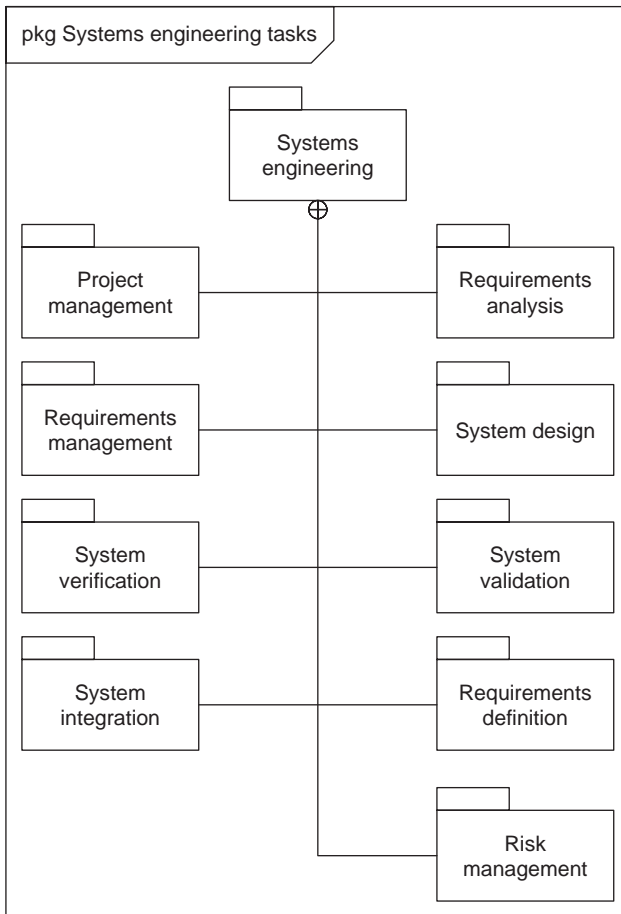 pkg Systems engineering tasks
Systems
engineering
Project
management
Requirements
analysis
Requirements
management
System design
System
verification
System
validation
System
integration
Requirements
definition
Risk
management